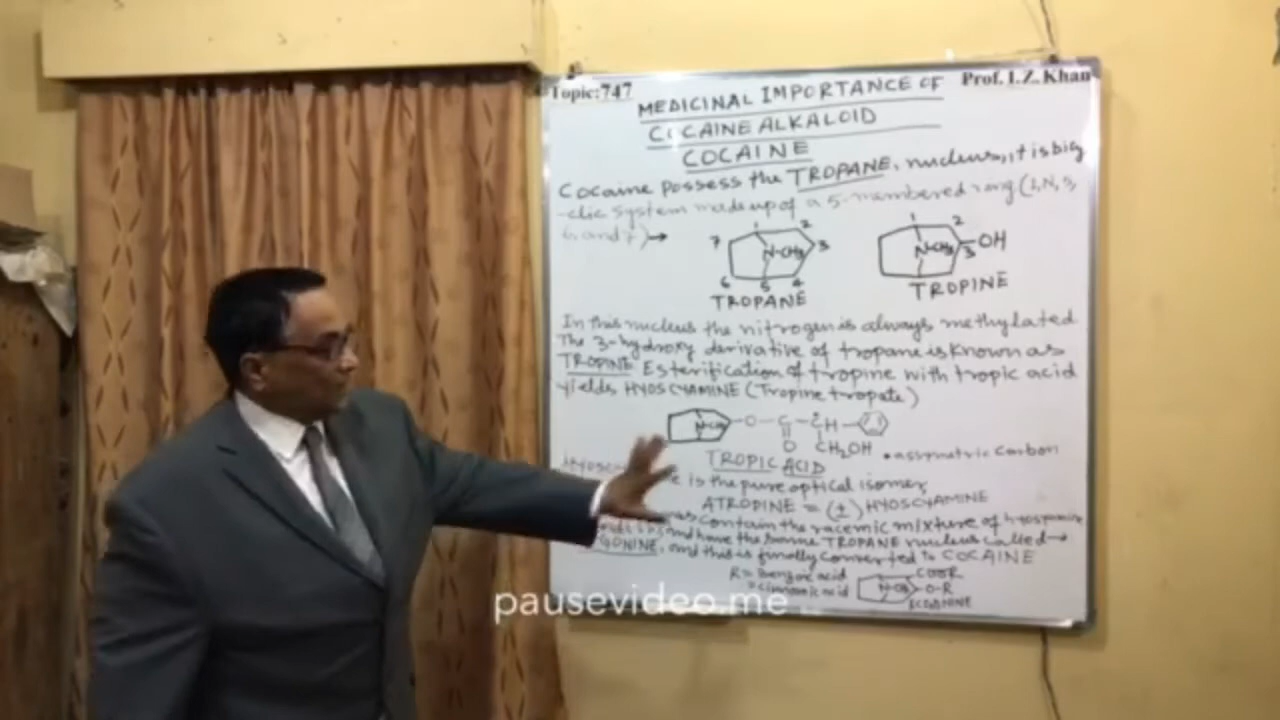 Topic:747
Prof. I.Z. Khan
MEDICINAL IMPORTANCE OF
COCAINE ALKALOID
COCAINE
Cocaine possess the TROPANE, nucleus, it is bicy
-clic system made up of a 5-membered ring (1,N,5,
6, and 7) →
1 2 3 4 5 6 7
N-CH3
TROPANE
1 2 3
N-CH3
OH
TROPINE
In this nucleus the nitrogen is always methylated
The 3-hydroxy derivative of tropane is known as
TROPINE Esterification of tropine with tropic acid
yields HYOSCYAMINE (Tropine tropate)
N-CH3 -O-C-CH-
O CH2OH
• assymetric carbon
TROPIC ACID
e is the pure optical isomer,
ATROPINE = (±) HYOSCYAMINE
contain the racemic mixture of hyoscyamine
and have the same TROPANE nucleus called →
GONINE, and this is finally converted to COCAINE
R = Benzoic acid
= Cinnamic acid
N-CH3
COOR
O-R
ECGONINE
pausevideo.me